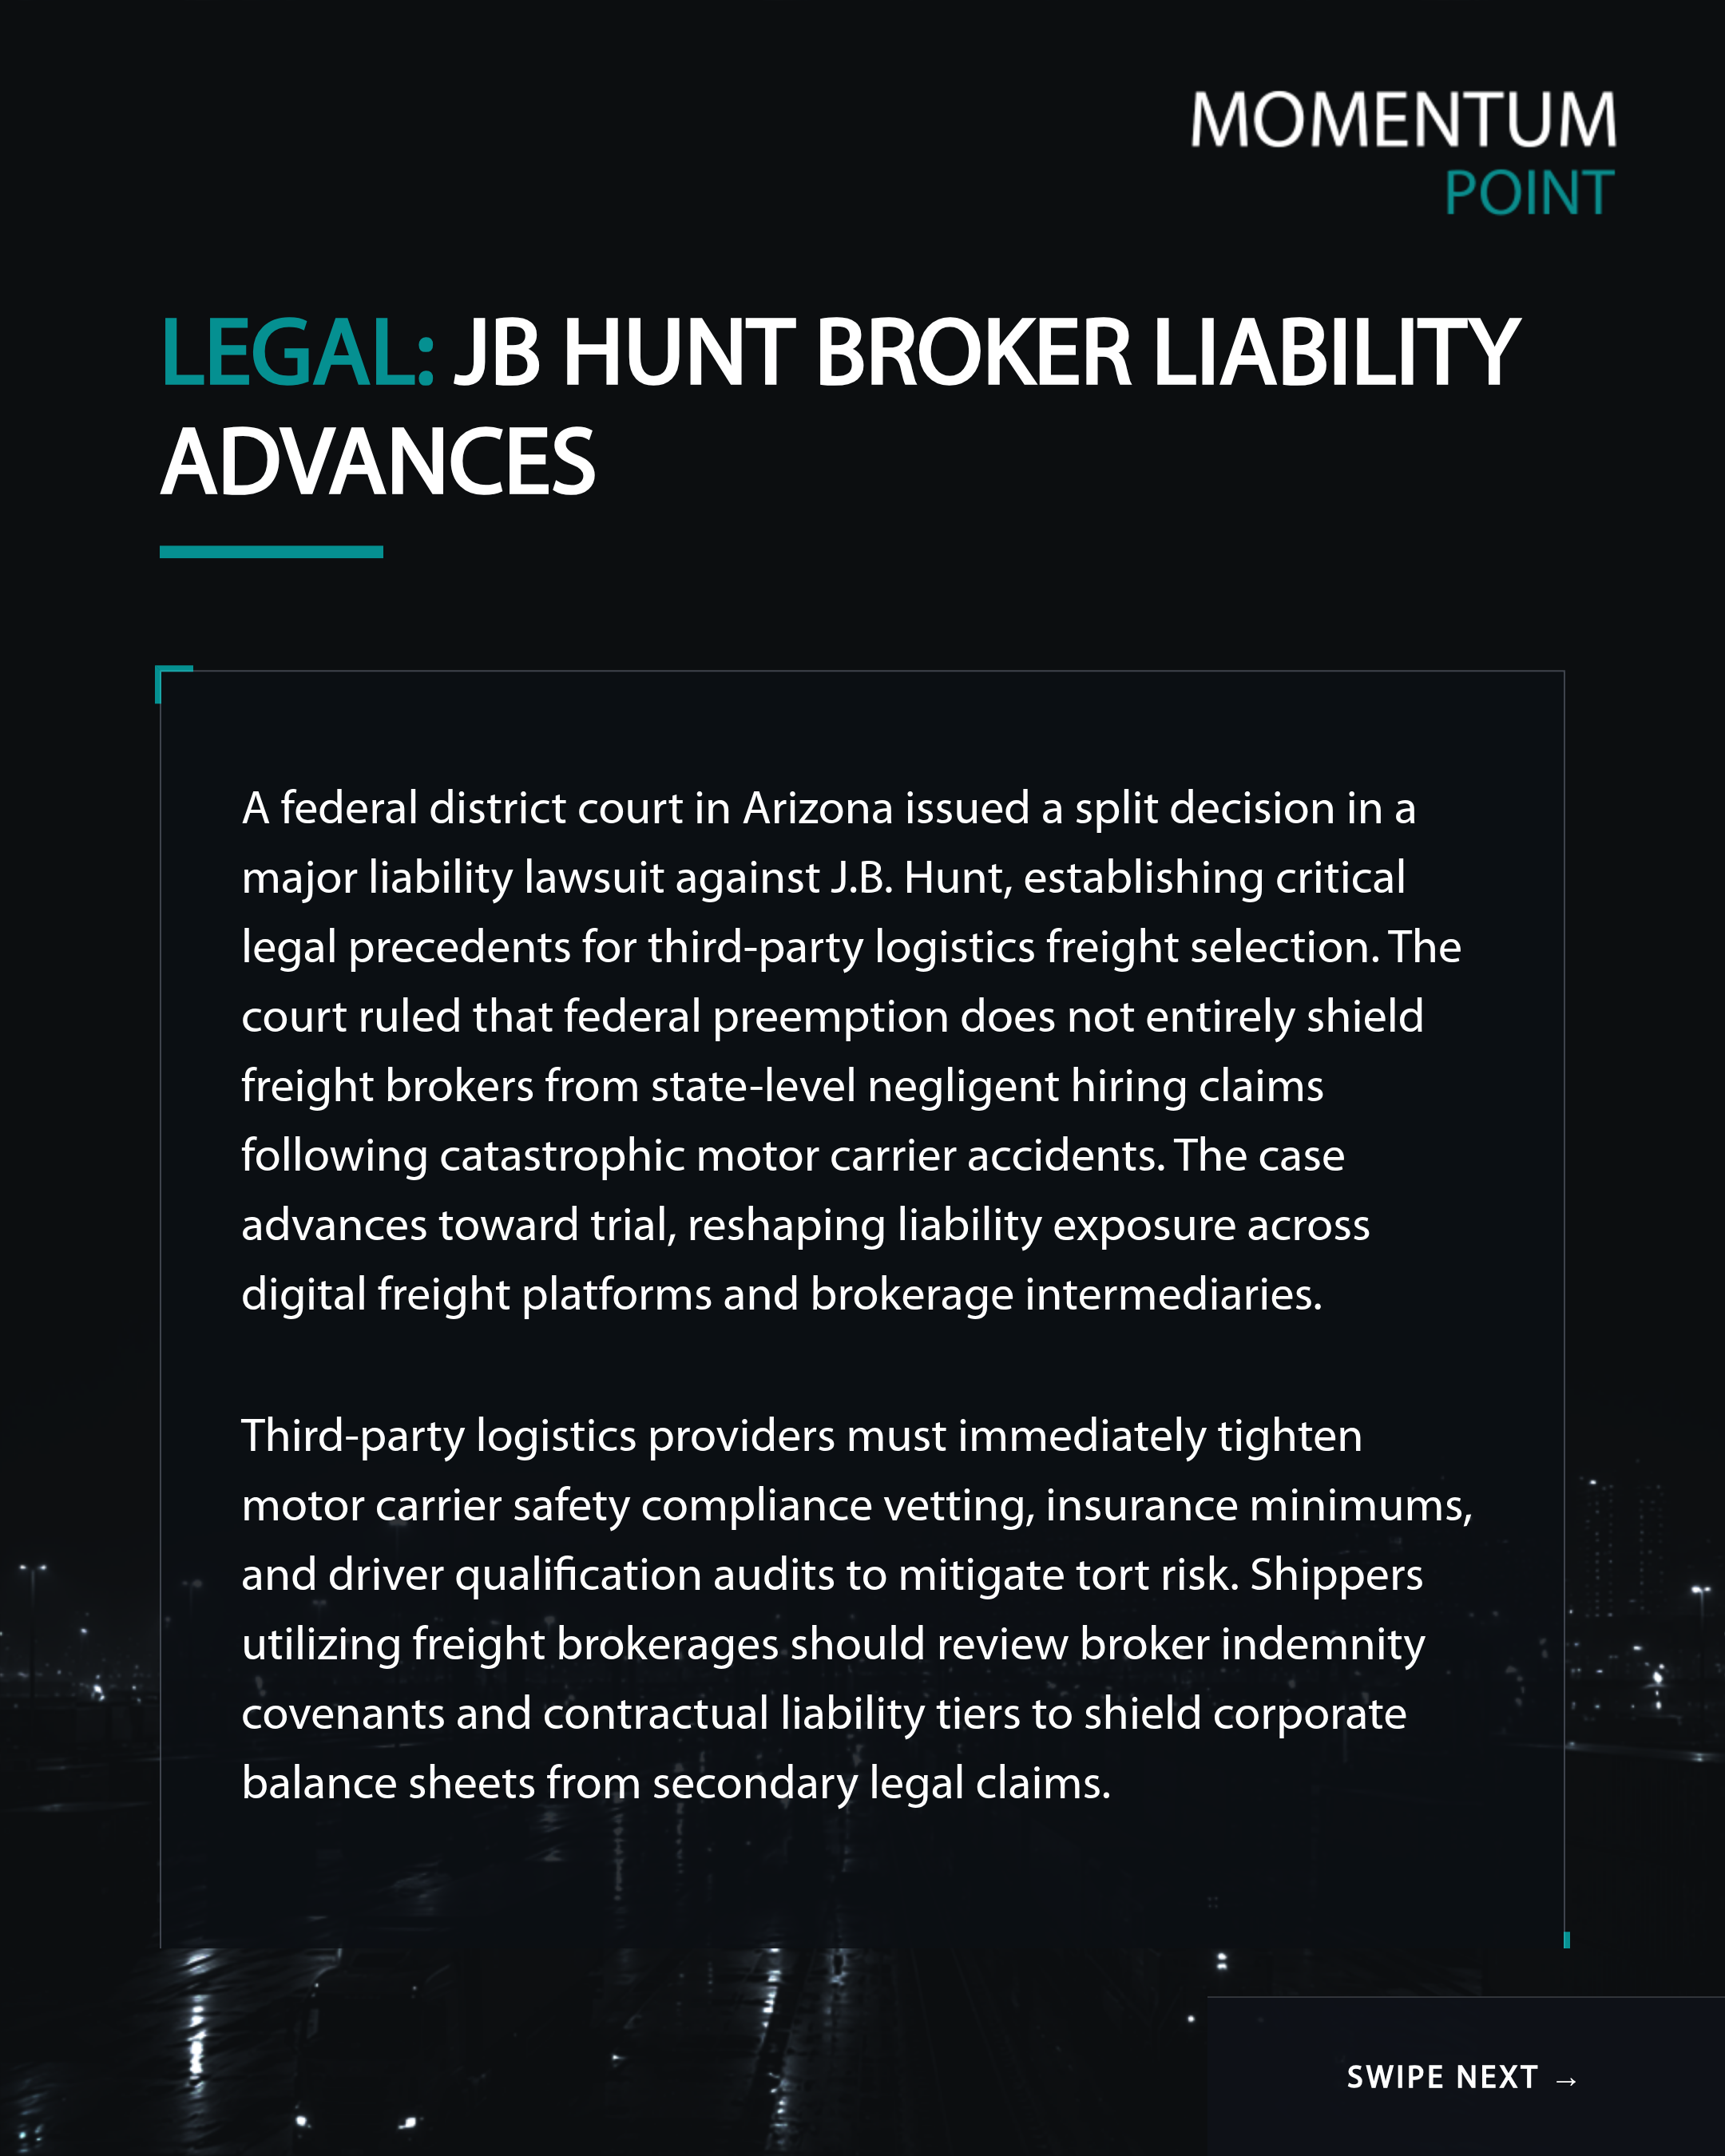 MOMENTUM
POINT
LEGAL: JB HUNT BROKER LIABILITY
ADVANCES
A federal district court in Arizona issued a split decision in a
major liability lawsuit against J.B. Hunt, establishing critical
legal precedents for third-party logistics freight selection. The
court ruled that federal preemption does not entirely shield
freight brokers from state-level negligent hiring claims
following catastrophic motor carrier accidents. The case
advances toward trial, reshaping liability exposure across
digital freight platforms and brokerage intermediaries.
Third-party logistics providers must immediately tighten
motor carrier safety compliance vetting, insurance minimums,
and driver qualification audits to mitigate tort risk. Shippers
utilizing freight brokerages should review broker indemnity
covenants and contractual liability tiers to shield corporate
balance sheets from secondary legal claims.
SWIPE NEXT →